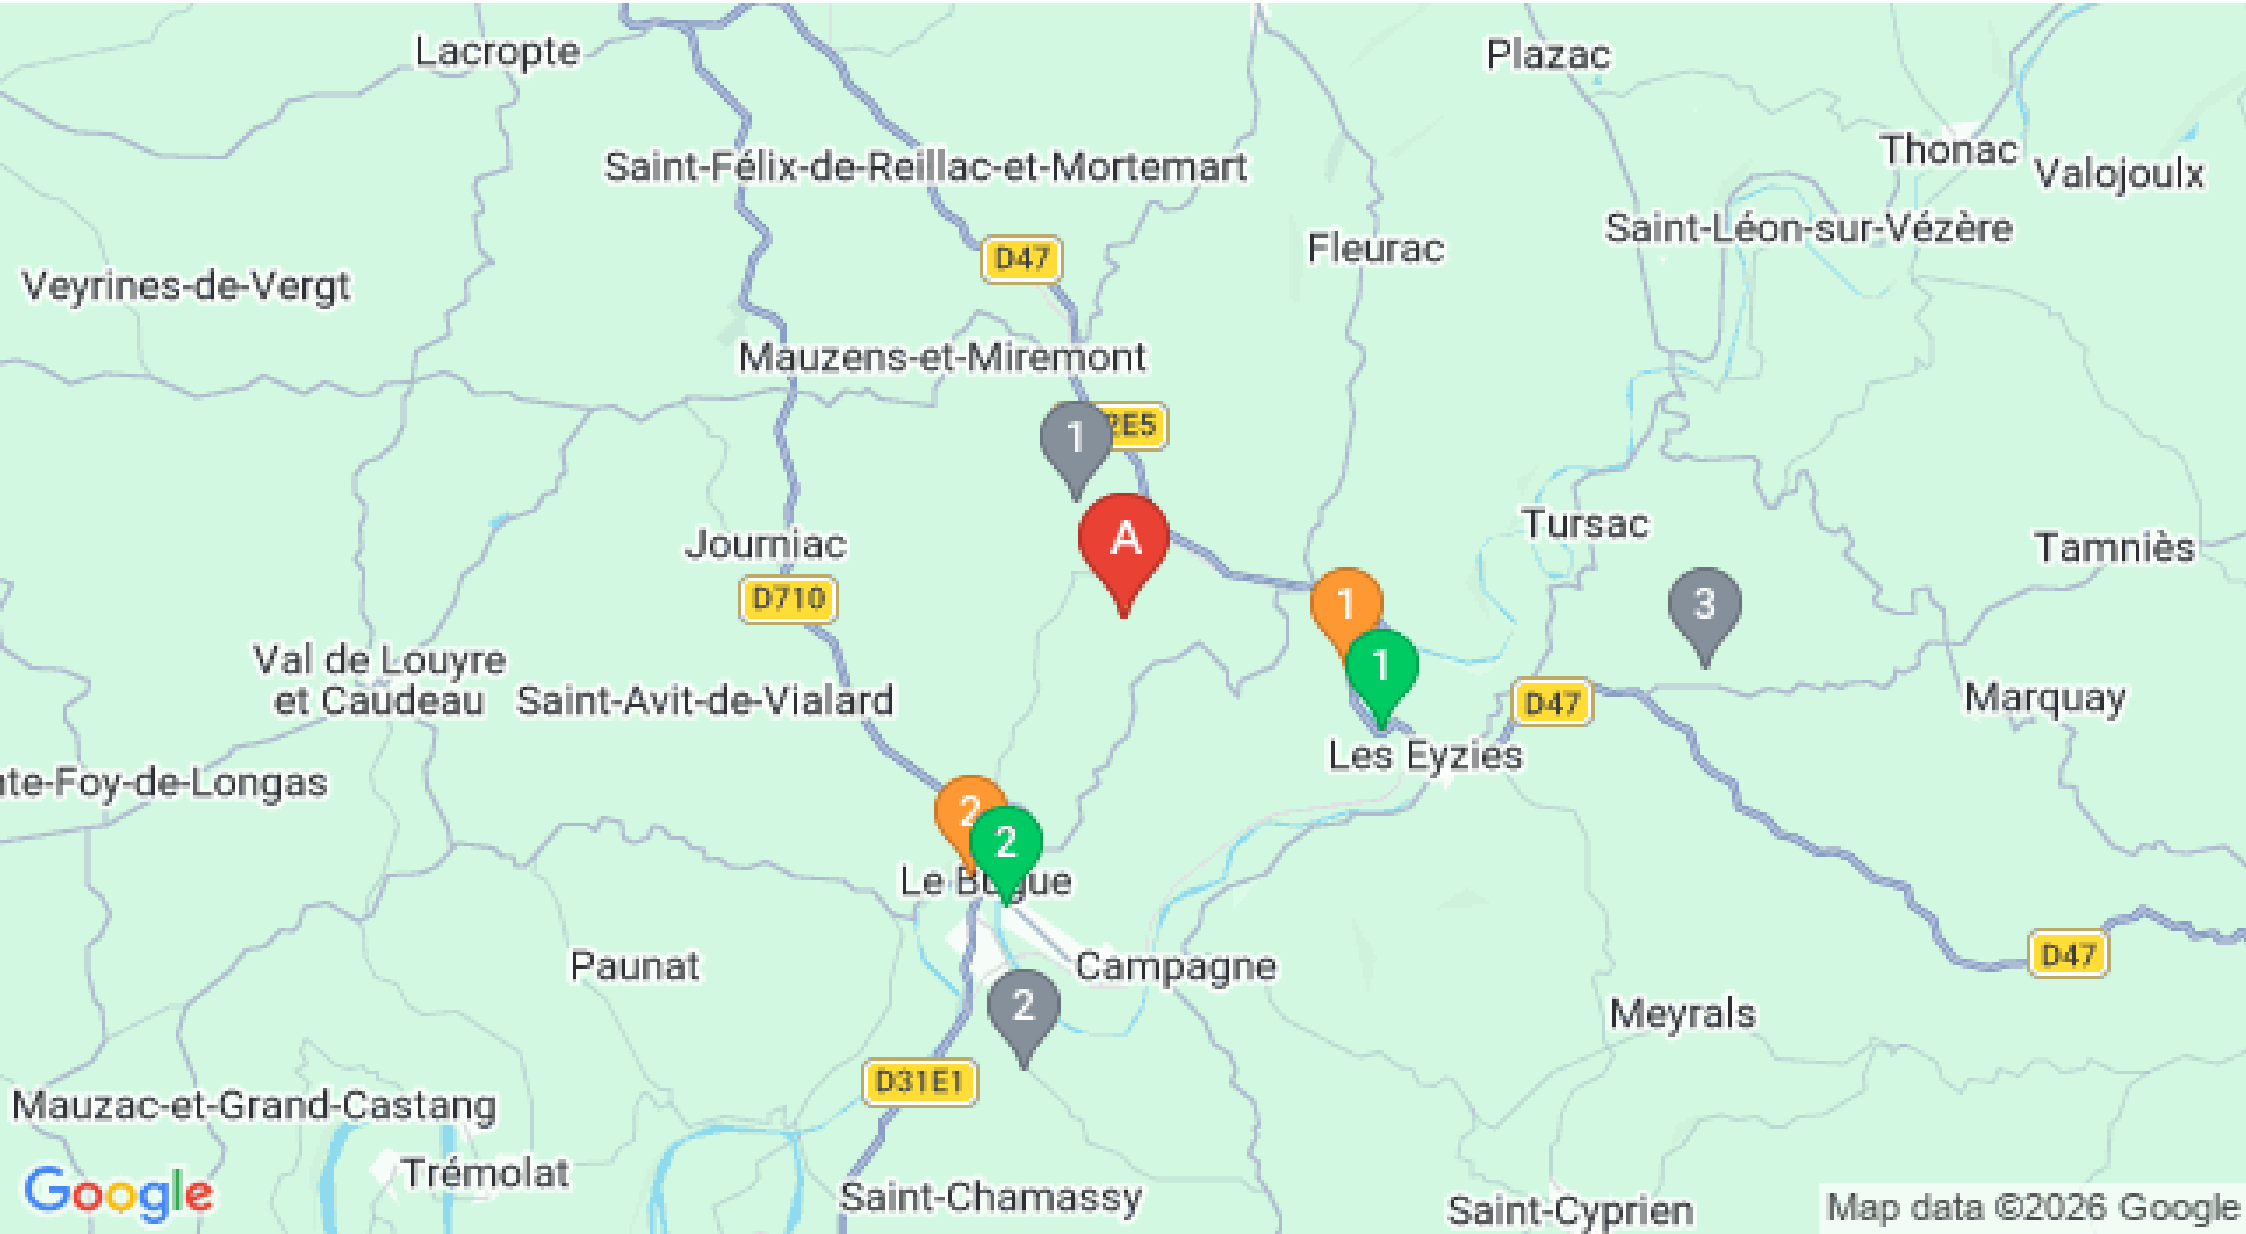 Lacropte
Plazac
Thonac
Valojoulx
Saint-Félix-de-Reillac-et-Mortemart
Saint-Léon-sur-Vézère
Fleurac
D47
Veyrines-de-Vergt
Mauzens-et-Miremont
2E5
1
A
Tursac
Journiac
Tamniès
D710
1
3
1
Val de Louyre
et Caudeau
Saint-Avit-de-Vialard
D47
Marquay
Les Eyzies
te-Foy-de-Longas
2
2
Le Bugue
Paunat
Campagne
D47
2
Meyrals
D31E1
Mauzac-et-Grand-Castang
Trémolat
Google
Saint-Chamassy
Saint-Cyprien
Map data ©2026 Google